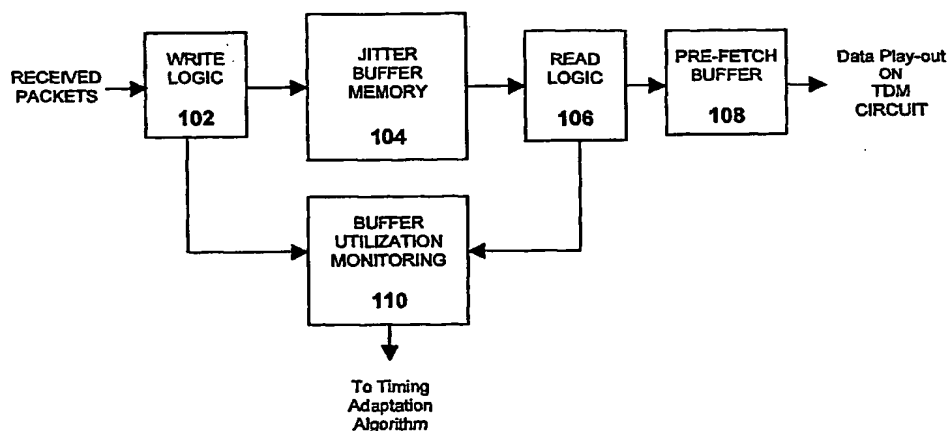 RECEIVED
PACKETS
WRITE
LOGIC
102
JITTER
BUFFER
MEMORY
104
READ
LOGIC
106
PRE-FETCH
BUFFER
108
Data Play-out
ON
TDM
CIRCUIT
BUFFER
UTILIZATION
MONITORING
110
To Timing
Adaptation
Algorithm